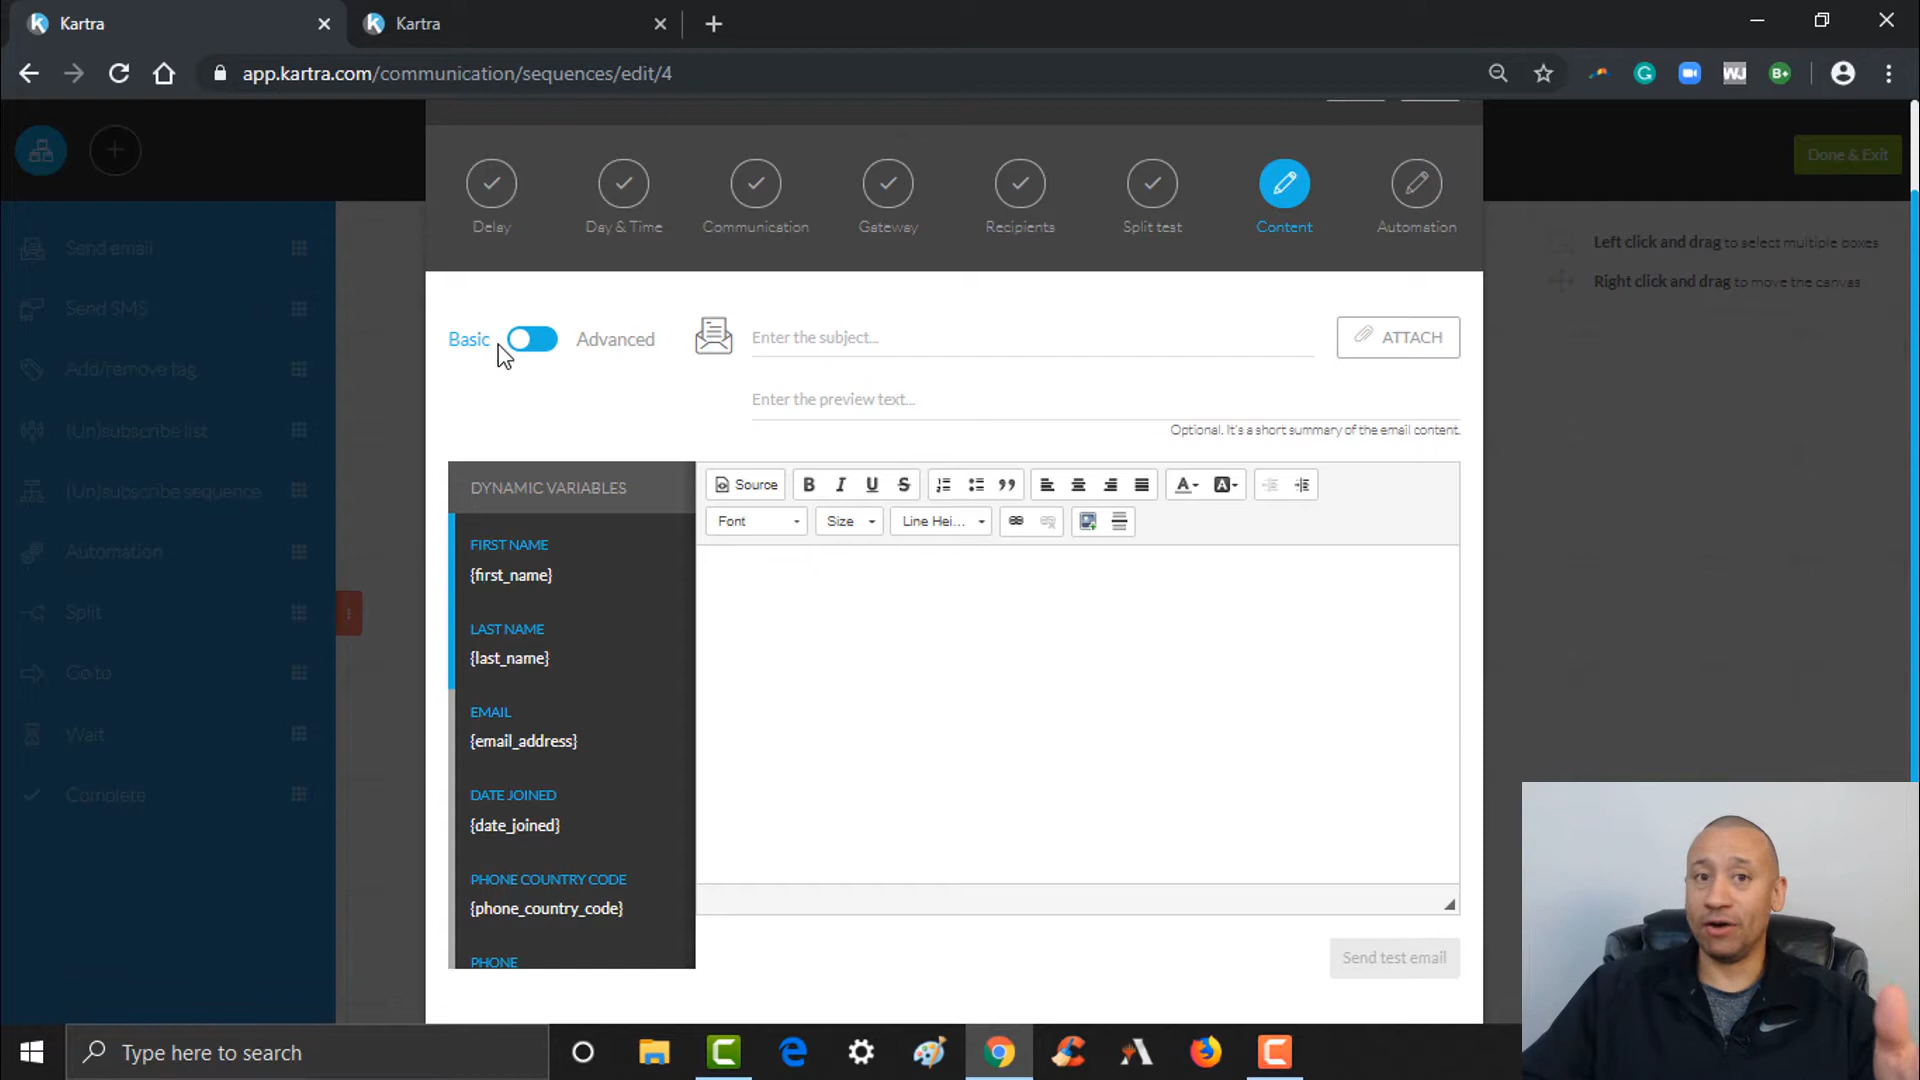 Kartra
Kartra
app.kartra.com/communication/sequences/edit/4
WJ
B+
Done & Exit
Delay
Day & Time
Communication
Gateway
Recipients
Split test
Content
Automation
Send email
Send SMS
Add/remove tag
(Un)subscribe list
(Un)subscribe sequence
Automation
Split
Go to
Wait
Complete
Left click and drag to select multiple boxes
Right click and drag to move the canvas
Basic
Advanced
Enter the subject...
ATTACH
Enter the preview text...
Optional. It's a short summary of the email content.
DYNAMIC VARIABLES
FIRST NAME
{first_name}
LAST NAME
{last_name}
EMAIL
{email_address}
DATE JOINED
{date_joined}
PHONE COUNTRY CODE
{phone_country_code}
PHONE
Source
Font
Size
Line Hei...
Send test email
Type here to search